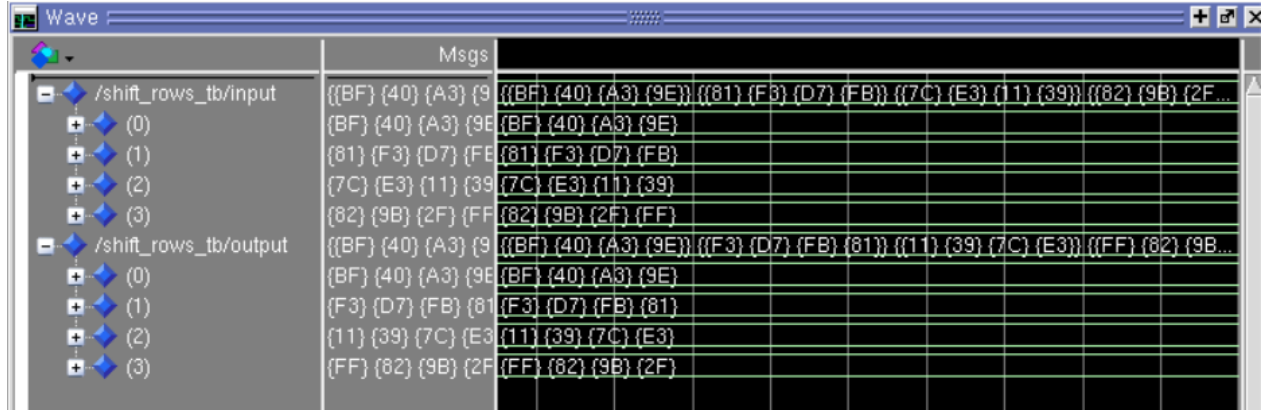 Wave
Msgs
/shift_rows_tb/input {{BF} {40} {A3} {9 {{BF} {40} {A3} {9E}} {{81} {F3} {D7} {FB}} {{7C} {E3} {11} {39}} {{82} {9B} {2F...
(0) {BF} {40} {A3} {9E {BF} {40} {A3} {9E}
(1) {81} {F3} {D7} {FB {81} {F3} {D7} {FB}
(2) {7C} {E3} {11} {39 {7C} {E3} {11} {39}
(3) {82} {9B} {2F} {FF {82} {9B} {2F} {FF}
/shift_rows_tb/output {{BF} {40} {A3} {9 {{BF} {40} {A3} {9E}} {{F3} {D7} {FB} {81}} {{11} {39} {7C} {E3}} {{FF} {82} {9B...
(0) {BF} {40} {A3} {9E {BF} {40} {A3} {9E}
(1) {F3} {D7} {FB} {81 {F3} {D7} {FB} {81}
(2) {11} {39} {7C} {E3 {11} {39} {7C} {E3}
(3) {FF} {82} {9B} {2F {FF} {82} {9B} {2F}